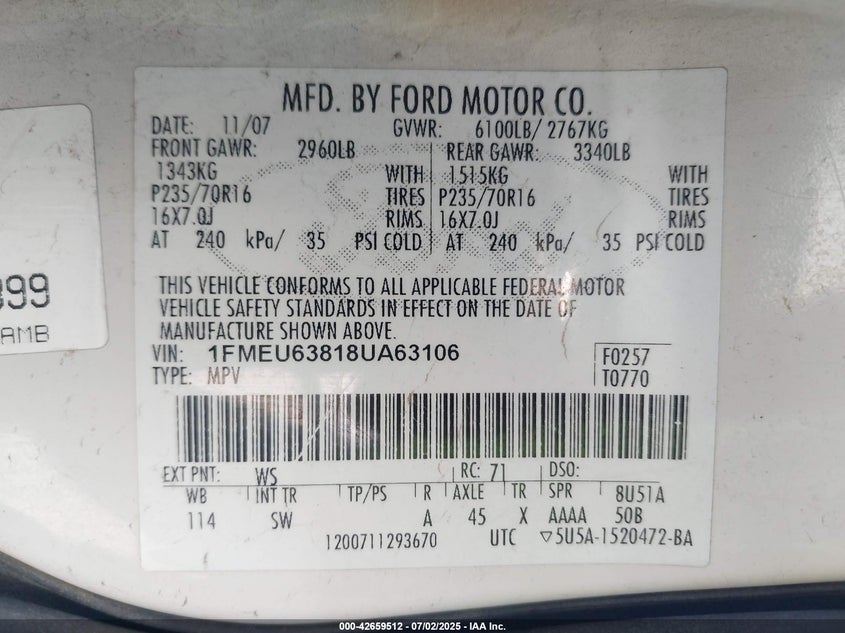 MFD. BY FORD MOTOR CO.
DATE: 11/07 GVWR: 6100LB/ 2767KG
FRONT GAWR: 2960LB REAR GAWR: 3340LB
1343KG WITH 1515KG WITH
P235/70R16 TIRES P235/70R16 TIRES
16X7.0J RIMS 16X7.0J RIMS
AT 240 kPa/ 35 PSI COLD AT 240 kPa/ 35 PSI COLD
THIS VEHICLE CONFORMS TO ALL APPLICABLE FEDERAL MOTOR
VEHICLE SAFETY STANDARDS IN EFFECT ON THE DATE OF
MANUFACTURE SHOWN ABOVE.
VIN: 1FMEU63818UA63106 F0257
TYPE: MPV T0770
EXT PNT: WS RC: 71 DSO:
WB INT TR TP/PS R AXLE TR SPR 8U51A
114 SW A 45 X AAAA 50B
1200711293670 UTC ▽5U5A-1520472-BA
99
AMB
000-42659512 - 07/02/2025 - IAA Inc.